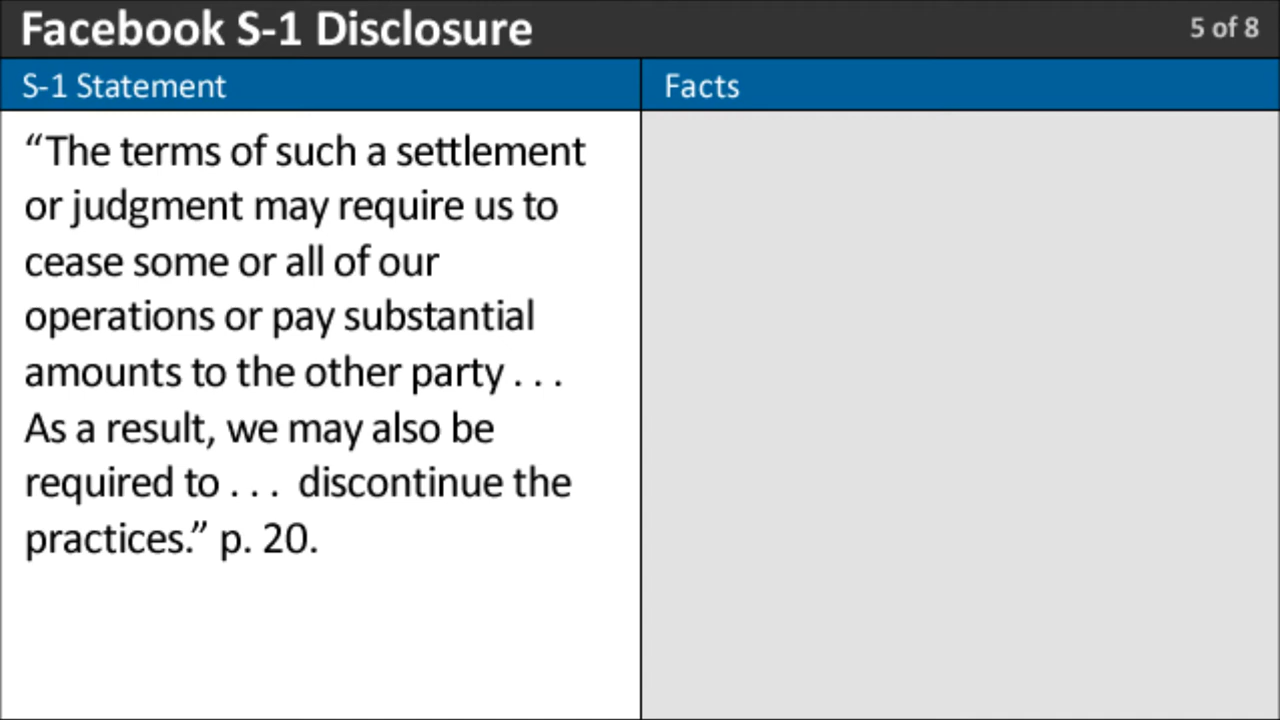 Facebook S-1 Disclosure
5 of 8
S-1 Statement
Facts
“The terms of such a settlement
or judgment may require us to
cease some or all of our
operations or pay substantial
amounts to the other party . . .
As a result, we may also be
required to . . .  discontinue the
practices.” p. 20.